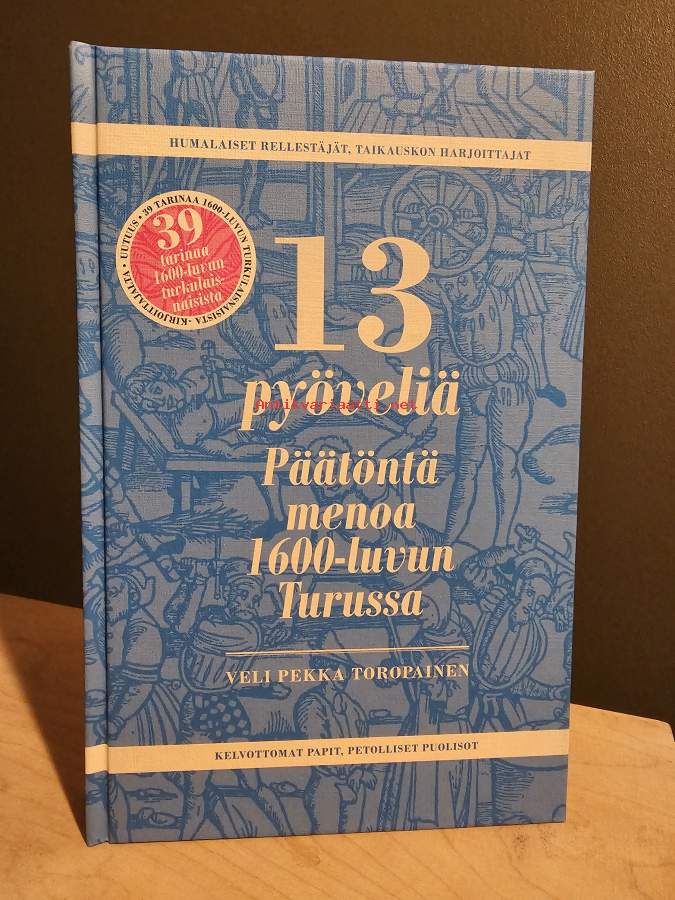 HUMALAISET RELLESTÄJÄT, TAIKAUSKON HARJOITTAJAT
UUTUUS • 39 TARINAA 1600-LUVUN TURKULAISNAISISTA • KIRJOITTAJALTA •
39
tarinaa
1600-luvun
turkulais-
naisista
13
pyöveliä
Antikvariaatti.net
Päätöntä
menoa
1600-luvun
Turussa
VELI PEKKA TOROPAINEN
KELVOTTOMAT PAPIT, PETOLLISET PUOLISOT